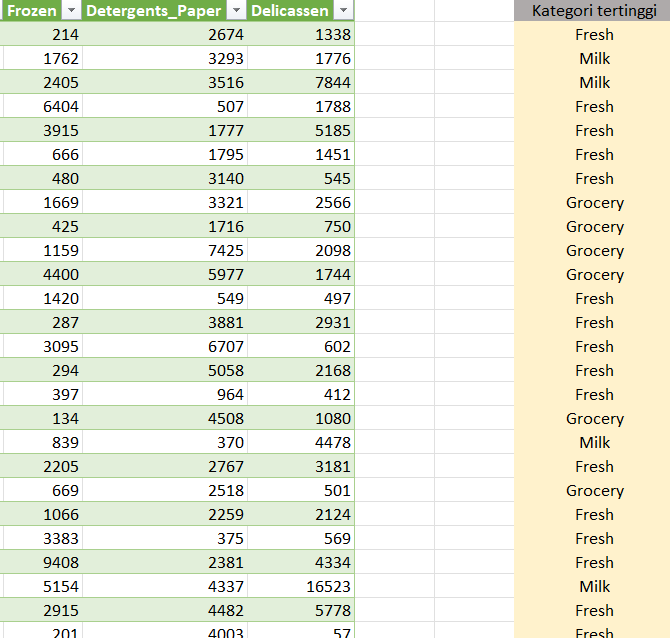 Frozen Detergents_Paper Delicassen Kategori tertinggi
214 2674 1338 Fresh
1762 3293 1776 Milk
2405 3516 7844 Milk
6404 507 1788 Fresh
3915 1777 5185 Fresh
666 1795 1451 Fresh
480 3140 545 Fresh
1669 3321 2566 Grocery
425 1716 750 Grocery
1159 7425 2098 Grocery
4400 5977 1744 Grocery
1420 549 497 Fresh
287 3881 2931 Fresh
3095 6707 602 Fresh
294 5058 2168 Fresh
397 964 412 Fresh
134 4508 1080 Grocery
839 370 4478 Milk
2205 2767 3181 Fresh
669 2518 501 Grocery
1066 2259 2124 Fresh
3383 375 569 Fresh
9408 2381 4334 Fresh
5154 4337 16523 Milk
2915 4482 5778 Fresh
201 4003 57 Fresh